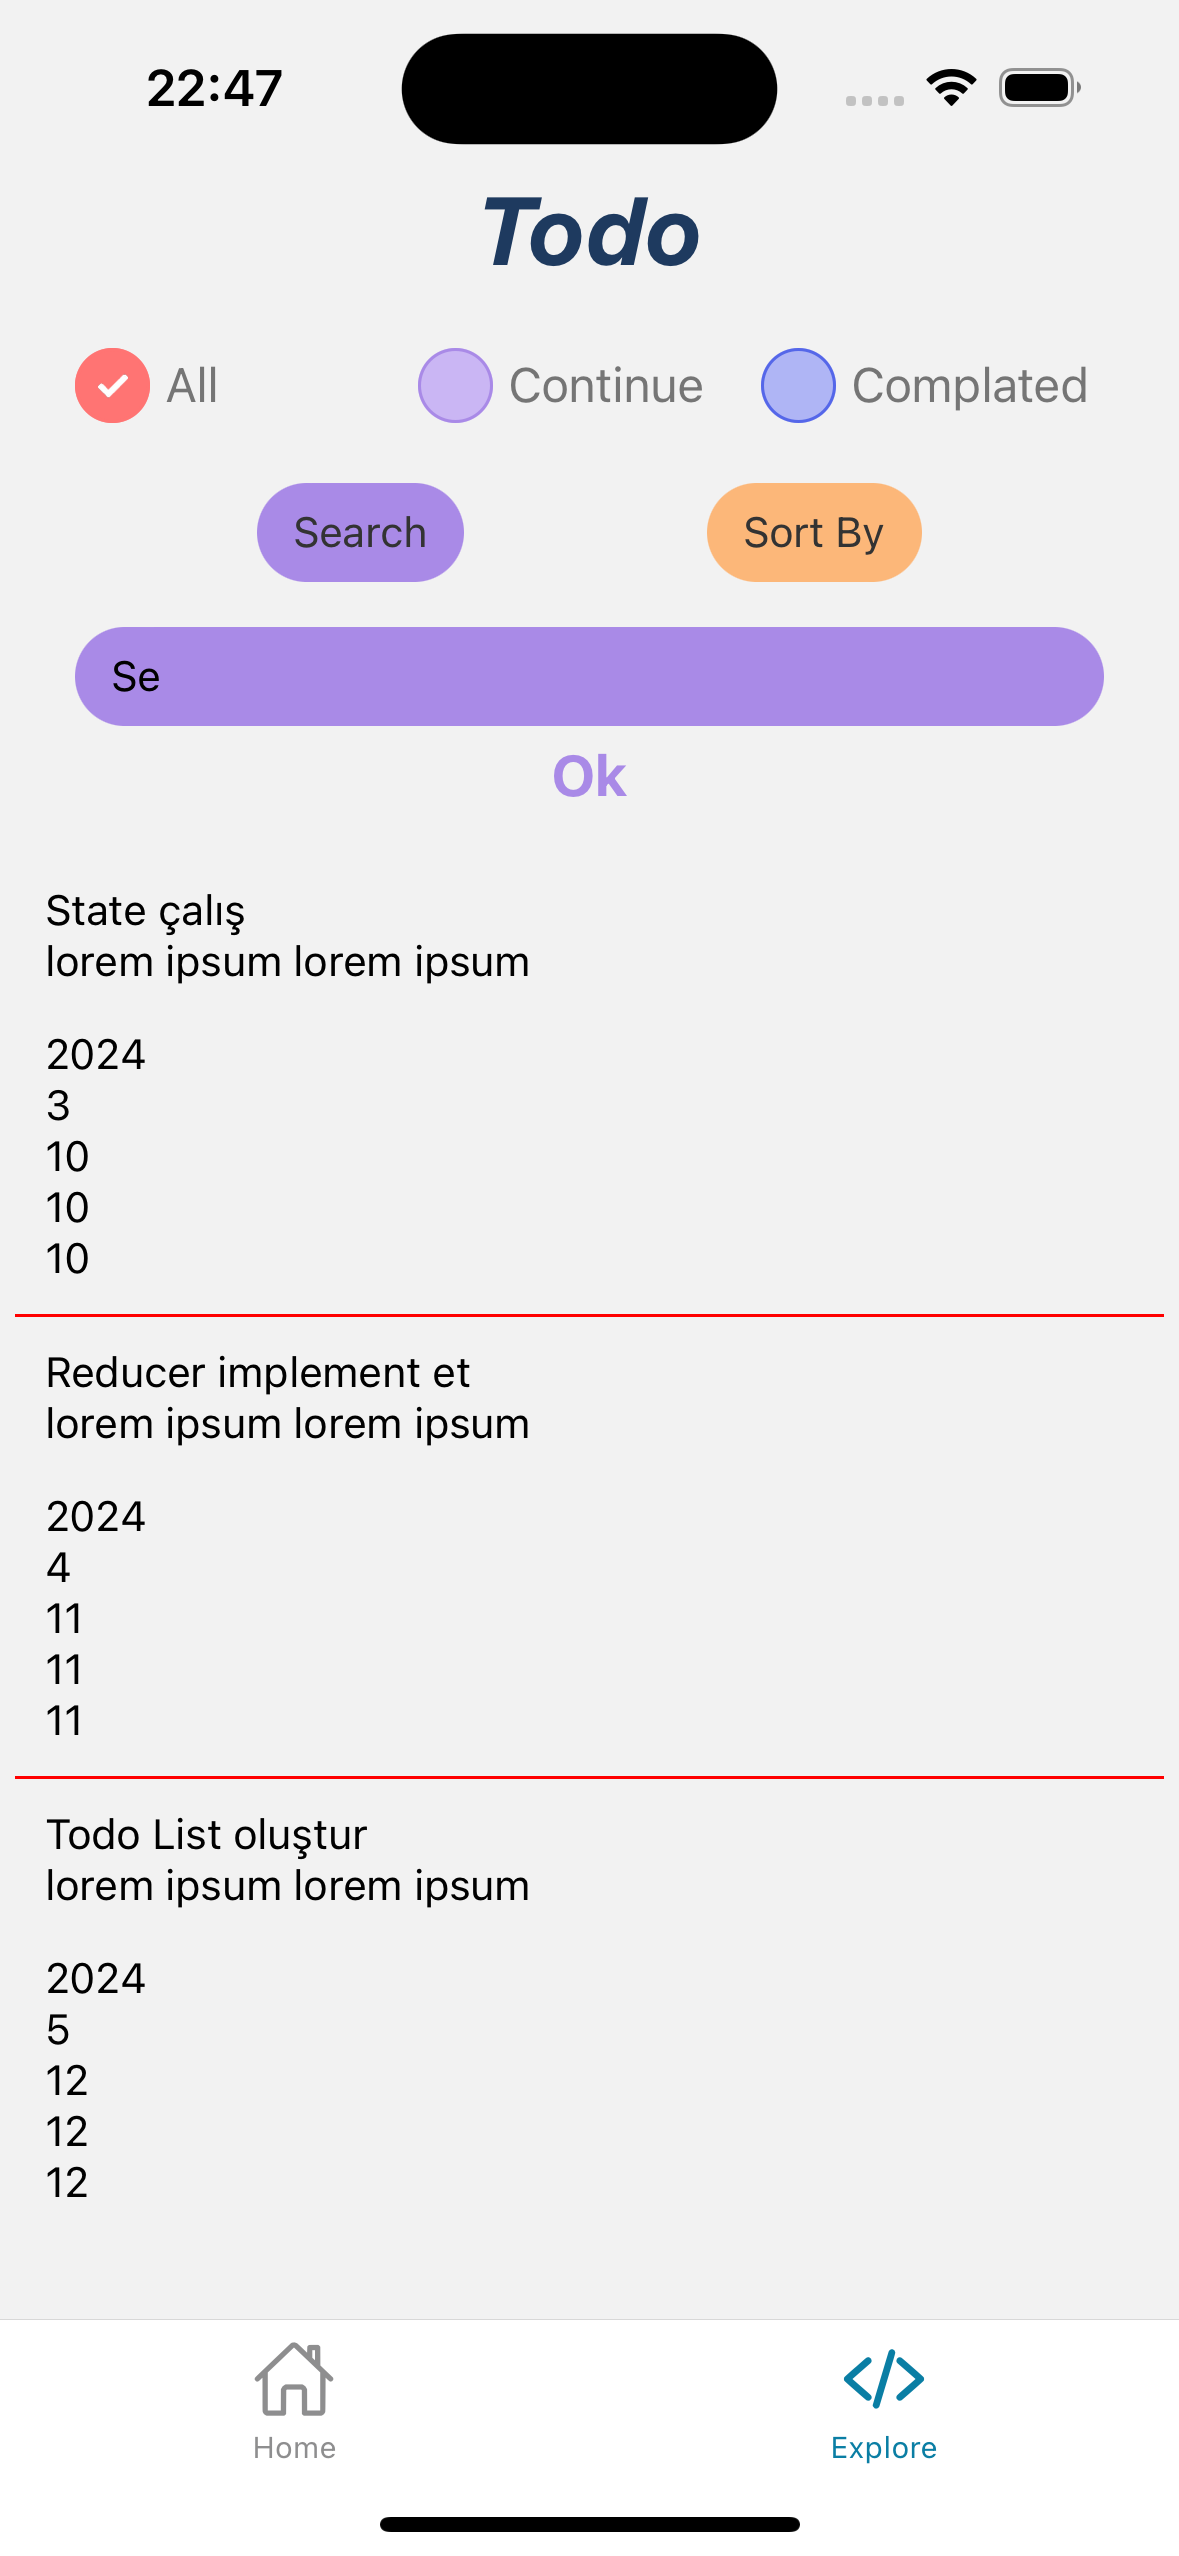 22:47
Todo
All
Continue
Complated
Search
Sort By
Se
Ok
State çalış
lorem ipsum lorem ipsum
2024
3
10
10
10
Reducer implement et
lorem ipsum lorem ipsum
2024
4
11
11
11
Todo List oluştur
lorem ipsum lorem ipsum
2024
5
12
12
12
Home
Explore